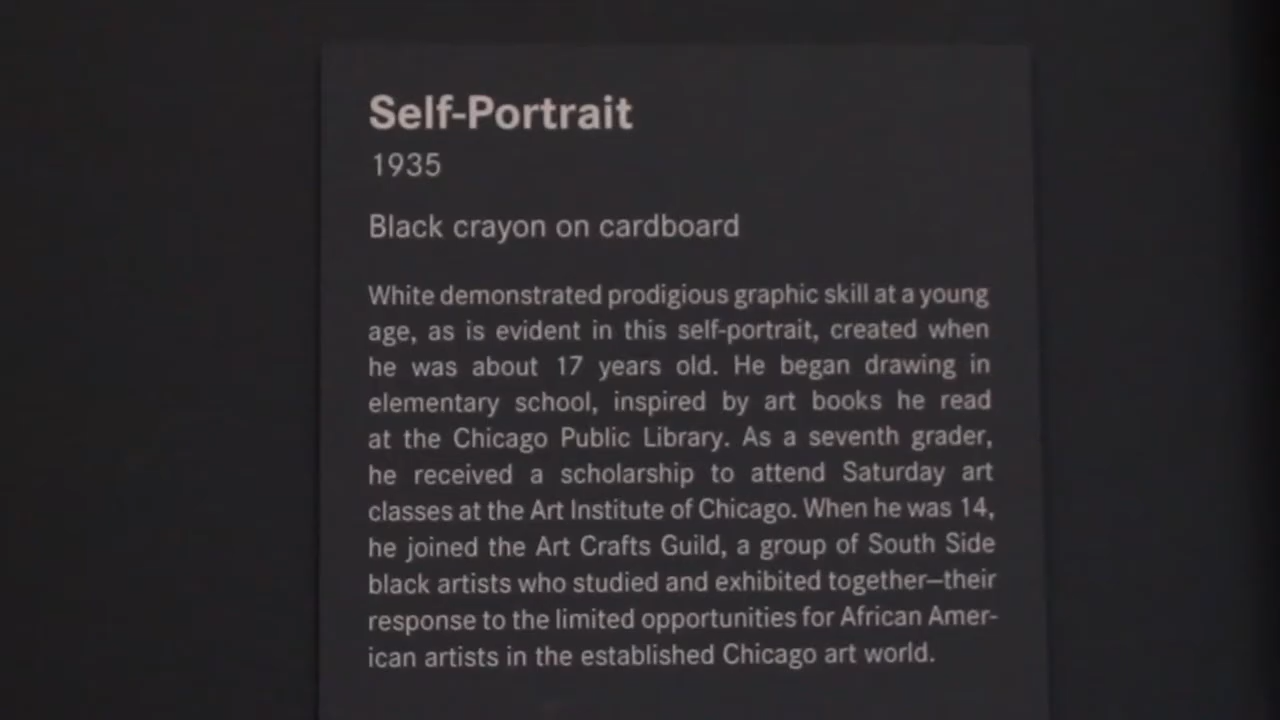 Self-Portrait
1935
Black crayon on cardboard
White demonstrated prodigious graphic skill at a young
age, as is evident in this self-portrait, created when
he was about 17 years old. He began drawing in
elementary school, inspired by art books he read
at the Chicago Public Library. As a seventh grader,
he received a scholarship to attend Saturday art
classes at the Art Institute of Chicago. When he was 14,
he joined the Art Crafts Guild, a group of South Side
black artists who studied and exhibited together—their
response to the limited opportunities for African Amer-
ican artists in the established Chicago art world.